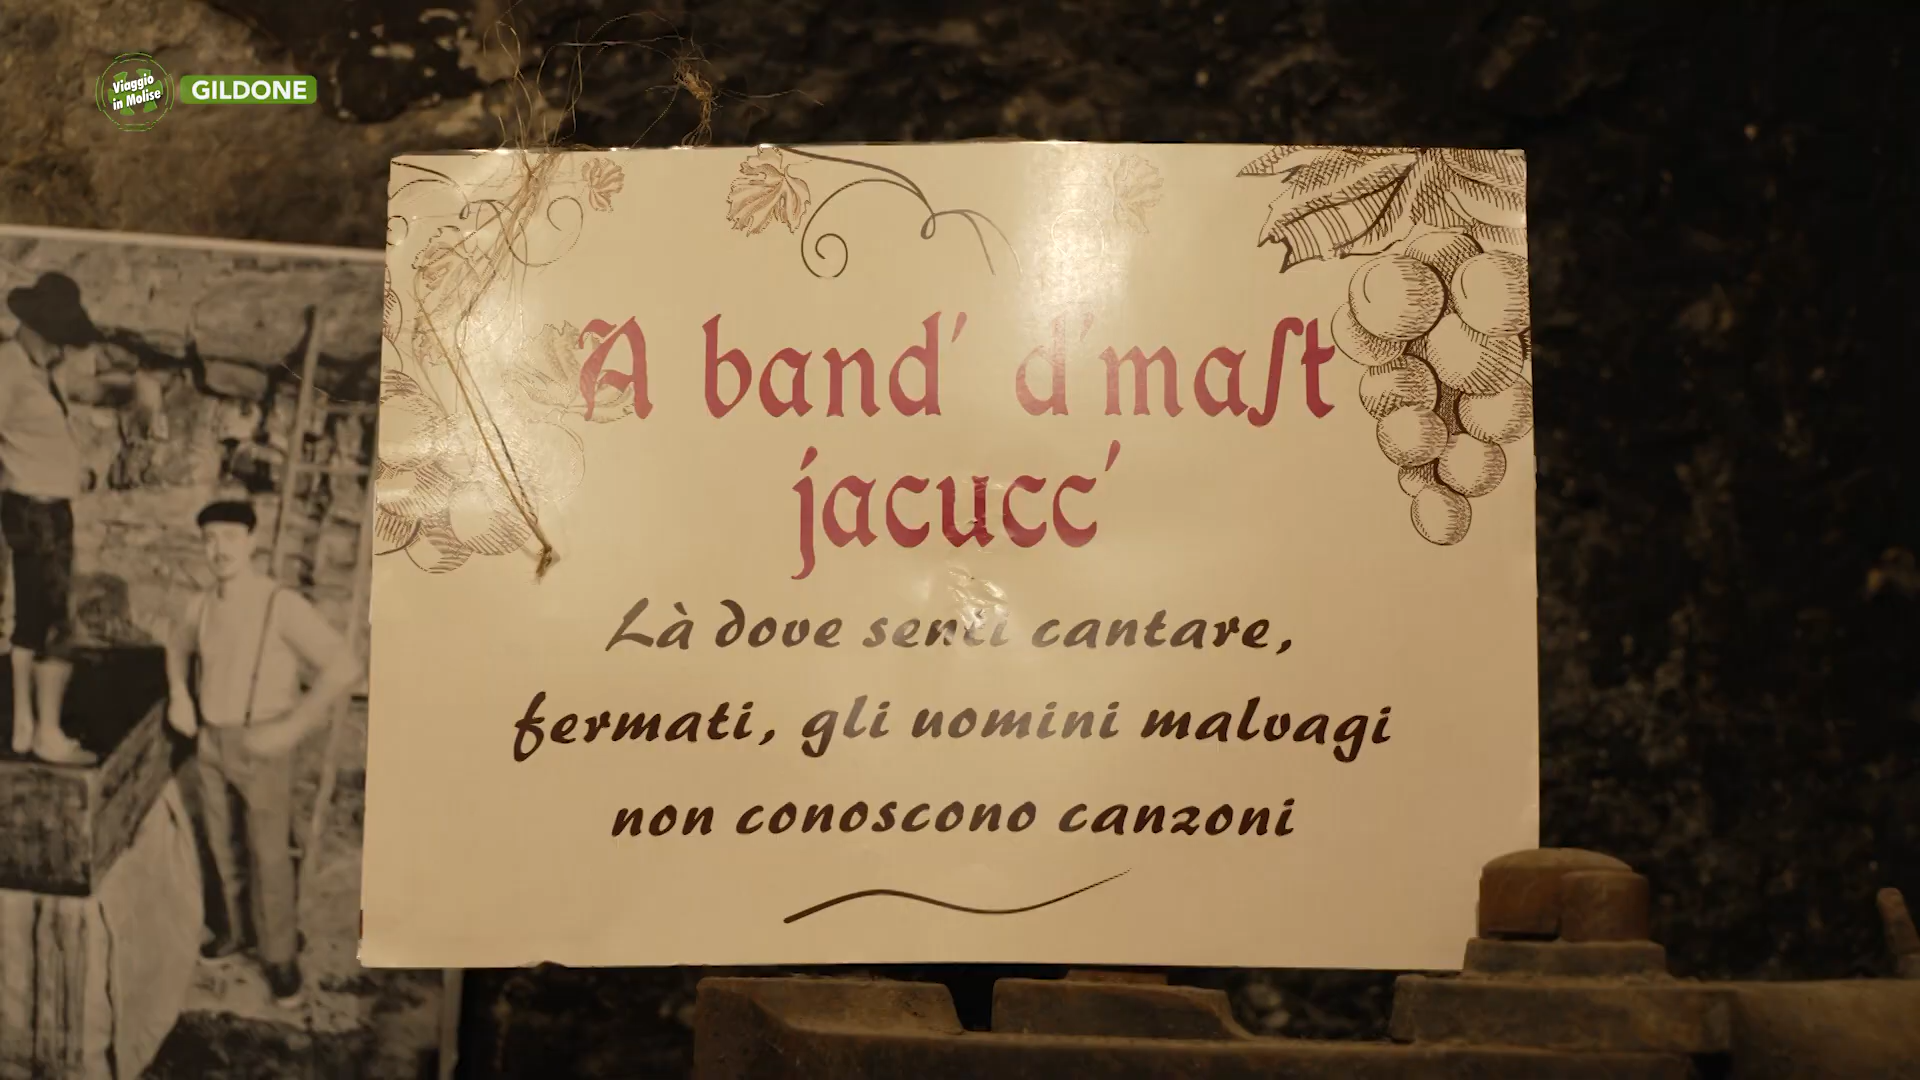 Viaggio
in Molise
GILDONE
A band' d'mast
jacucc'
Là dove senti cantare,
fermati, gli uomini malvagi
non conoscono canzoni